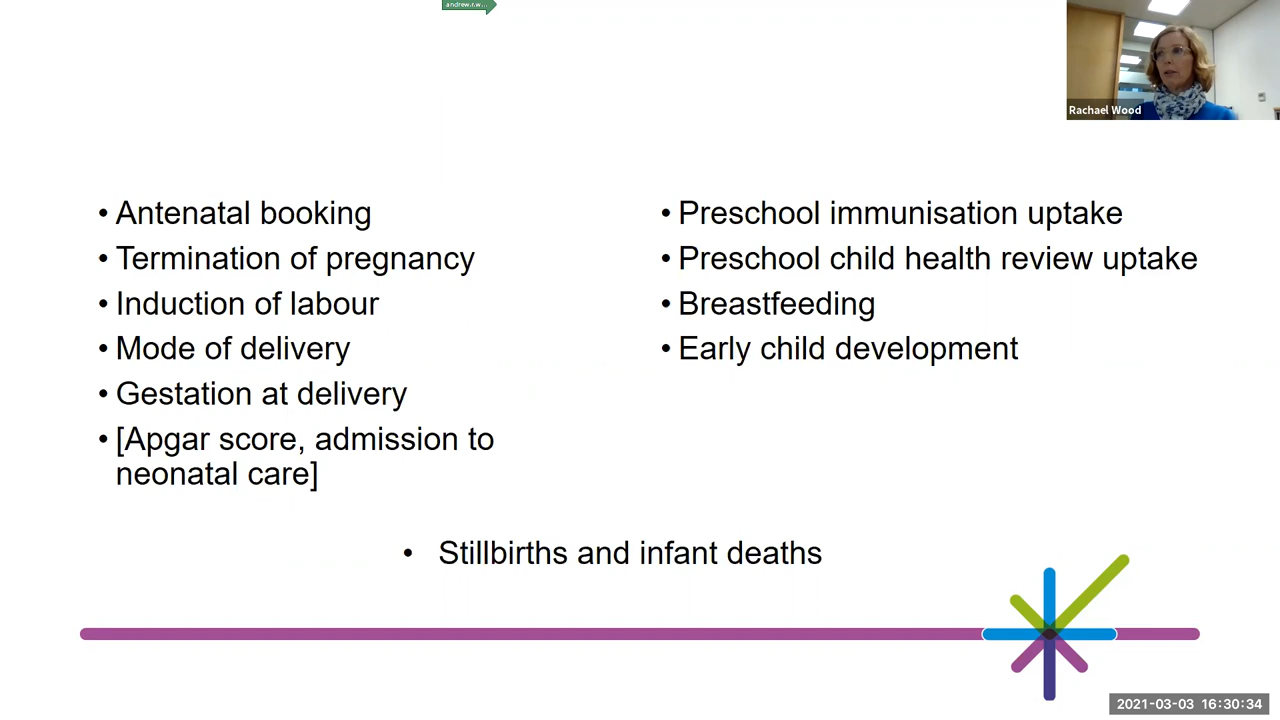 andrew.r.w...
Rachael Wood
• Antenatal booking
• Termination of pregnancy
• Induction of labour
• Mode of delivery
• Gestation at delivery
• [Apgar score, admission to
neonatal care]
• Preschool immunisation uptake
• Preschool child health review uptake
• Breastfeeding
• Early child development
• Stillbirths and infant deaths
2021-03-03 16:30:34